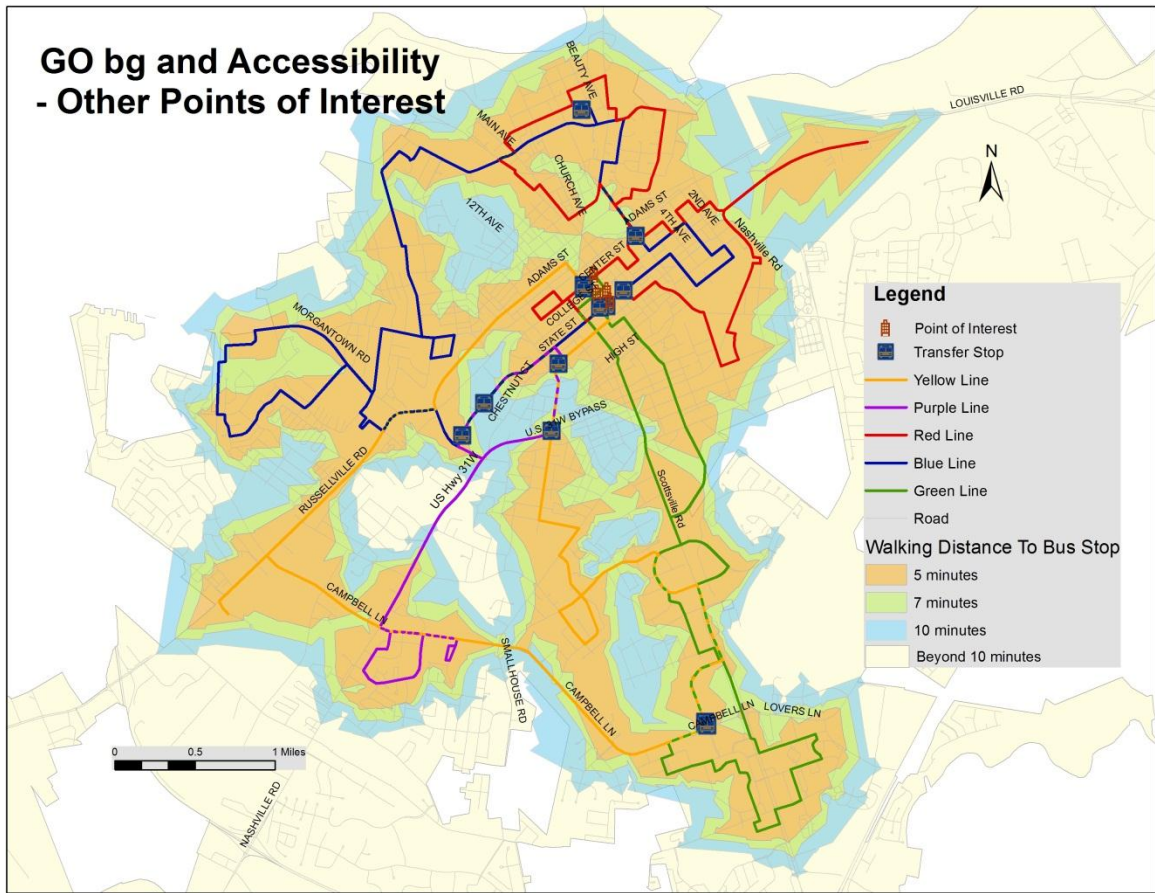 GO bg and Accessibility
- Other Points of Interest
BEAUTY AVE
LOUISVILLE RD
MAIN AVE
N
CHURCH AVE
12TH AVE
ADAMS ST
2ND AVE
4TH AVE
Nashville Rd
CENTER ST
ADAMS ST
COLLEGE
STATE ST
HIGH ST
MORGANTOWN RD
CHESTNUT ST
BYPASS
US Hwy 31W
RUSSELLVILLE RD
Scottsville Rd
CAMPBELL LN
SMALLHOUSE RD
CAMPBELL LN
CAMPBELL LN
LOVERS LN
NASHVILLE RD
0 0.5 1 Miles
Legend
Point of Interest
Transfer Stop
Yellow Line
Purple Line
Red Line
Blue Line
Green Line
Road
Walking Distance To Bus Stop
5 minutes
7 minutes
10 minutes
Beyond 10 minutes